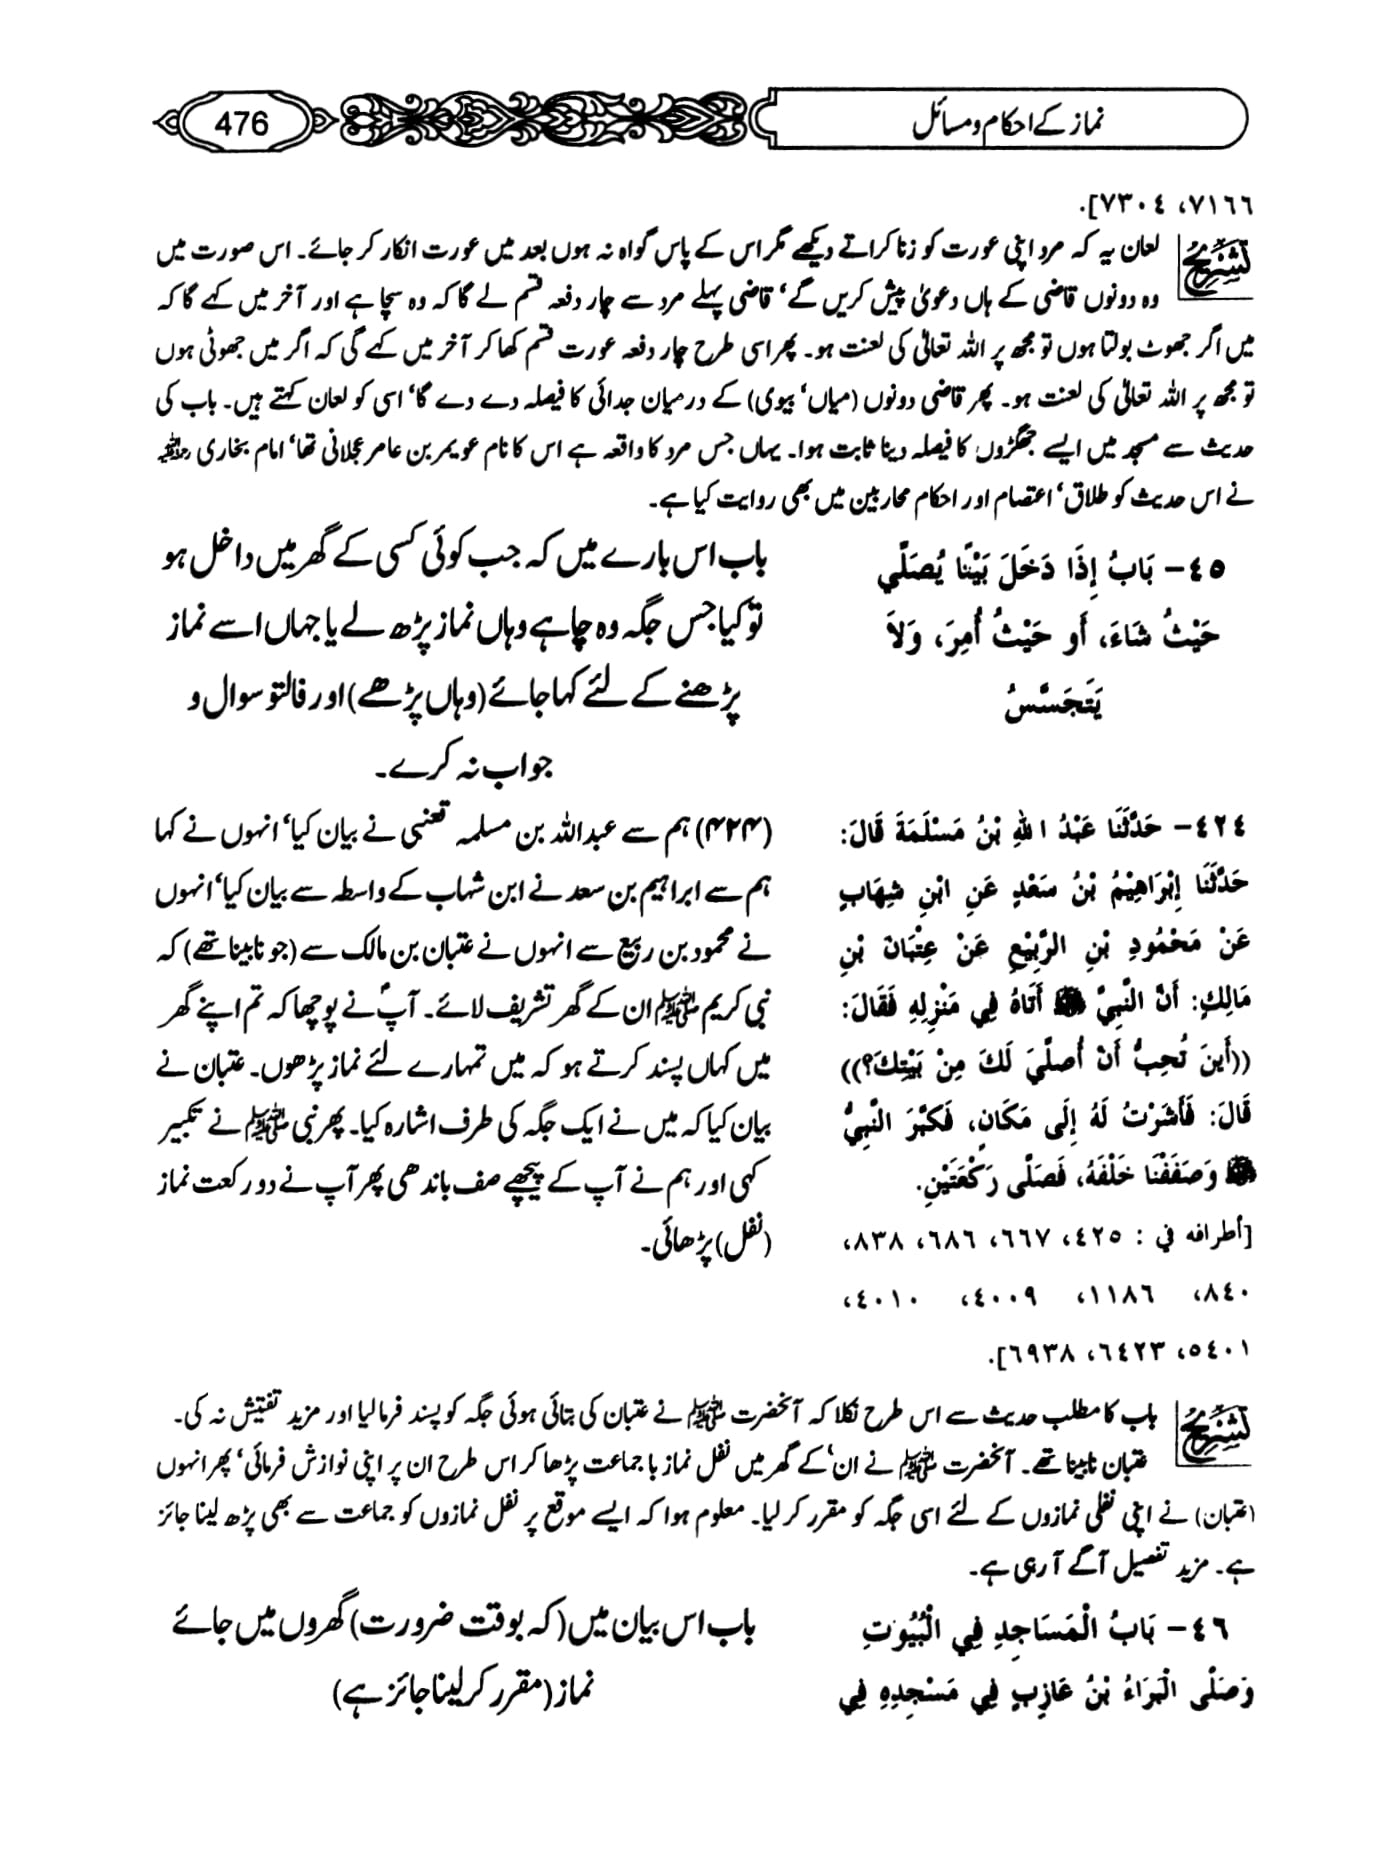 نماز کے احکام و مسائل
476
٧١٦٦، ٧٣٠٤].
تشریح
لعان یہ کہ مرد اپنی عورت کو زنا کراتے دیکھے مگر اس کے پاس گواہ نہ ہوں بعد میں عورت انکار کر جائے۔ اس صورت میں
وہ دونوں قاضی کے ہاں دعویٰ پیش کریں گے‘ قاضی پہلے مرد سے چار دفعہ قسم لے گا کہ وہ سچا ہے اور آخر میں کہے گا کہ
میں اگر جھوٹ بولتا ہوں تو مجھ پر اللہ تعالیٰ کی لعنت ہو۔ پھر اسی طرح چار دفعہ عورت قسم کھا کر آخر میں کہے گی کہ اگر میں جھوٹی ہوں
تو مجھ پر اللہ تعالیٰ کی لعنت ہو۔ پھر قاضی دونوں (میاں‘ بیوی) کے درمیان جدائی کا فیصلہ دے دے گا‘ اسی کو لعان کہتے ہیں۔ باب کی
حدیث سے مسجد میں ایسے جھگڑوں کا فیصلہ دینا ثابت ہوا۔ یہاں جس مرد کا واقعہ ہے اس کا نام عویمر بن عامر عجلانی تھا‘ امام بخاری رحمۃ اللہ علیہ
نے اس حدیث کو طلاق‘ اعتصام اور احکام محاربین میں بھی روایت کیا ہے۔
٤٥- بَابُ إِذَا دَخَلَ بَيْتًا يُصَلِّي
حَيْثُ شَاءَ، أَو حَيْثُ أُمِرَ، وَلاَ
يَتَجَسَّسُ
باب اس بارے میں کہ جب کوئی کسی کے گھر میں داخل ہو
تو کیا جس جگہ وہ چاہے وہاں نماز پڑھ لے یا جہاں اسے نماز
پڑھنے کے لئے کہا جائے (وہاں پڑھے) اور فالتو سوال و
جواب نہ کرے۔
٤٢٤- حَدَّثَنَا عَبْدُ اللهِ بْنُ مَسْلَمَةَ قَالَ:
حَدَّثَنَا إِبْرَاهِيْمُ بْنُ سَعْدٍ عَنِ ابْنِ شِهَابٍ
عَنْ مَحْمُودِ بْنِ الرَّبِيْعِ عَنْ عِتْبَانَ بْنِ
مَالِكٍ: أَنَّ النَّبِيَّ ﷺ أَتَاهُ فِي مَنْزِلِهِ فَقَالَ:
((أَينَ تُحِبُّ أَنْ أُصَلِّيَ لَكَ مِنْ بَيْتِكَ؟))
قَالَ: فَأَشَرْتُ لَهُ إِلَى مَكَانٍ، فَكَبَّرَ النَّبِيُّ
ﷺ وَصَفَفْنَا خَلْفَهُ، فَصَلَّى رَكْعَتَيْنِ.
[أطرافه في : ٤٢٥، ٦٦٧، ٦٨٦، ٨٣٨،
٨٤٠، ١١٨٦، ٤٠٠٩، ٤٠١٠،
٥٤٠١، ٦٤٢٣، ٦٩٣٨].
(۴۲۴) ہم سے عبداللہ بن مسلمہ قعنبی نے بیان کیا‘ انہوں نے کہا
ہم سے ابراہیم بن سعد نے ابن شہاب کے واسطہ سے بیان کیا‘ انہوں
نے محمود بن ربیع سے انہوں نے عتبان بن مالک سے (جو نابینا تھے) کہ
نبی کریم ﷺ ان کے گھر تشریف لائے۔ آپؐ نے پوچھا کہ تم اپنے گھر
میں کہاں پسند کرتے ہو کہ میں تمہارے لئے نماز پڑھوں۔ عتبان نے
بیان کیا کہ میں نے ایک جگہ کی طرف اشارہ کیا۔ پھر نبی ﷺ نے تکبیر
کہی اور ہم نے آپ کے پیچھے صف باندھی پھر آپ نے دو رکعت نماز
(نفل) پڑھائی۔
تشریح
باب کا مطلب حدیث سے اس طرح نکلا کہ آنحضرت ﷺ نے عتبان کی بتائی ہوئی جگہ کو پسند فرمالیا اور مزید تفتیش نہ کی۔
عتبان نابینا تھے۔ آنحضرت ﷺ نے ان کے گھر میں نفل نماز باجماعت پڑھا کر اس طرح ان پر اپنی نوازش فرمائی‘ پھر انہوں
(عتبان) نے اپنی نفلی نمازوں کے لئے اسی جگہ کو مقرر کر لیا۔ معلوم ہوا کہ ایسے موقع پر نفل نمازوں کو جماعت سے بھی پڑھ لینا جائز
ہے۔ مزید تفصیل آگے آ رہی ہے۔
٤٦- بَابُ الْمَسَاجِدِ فِي الْبُيُوتِ
وَصَلَّى الْبَرَاءُ بْنُ عَازِبٍ فِي مَسْجِدِهِ فِي
باب اس بیان میں (کہ بوقت ضرورت) گھروں میں جائے
نماز (مقرر کر لینا جائز ہے)